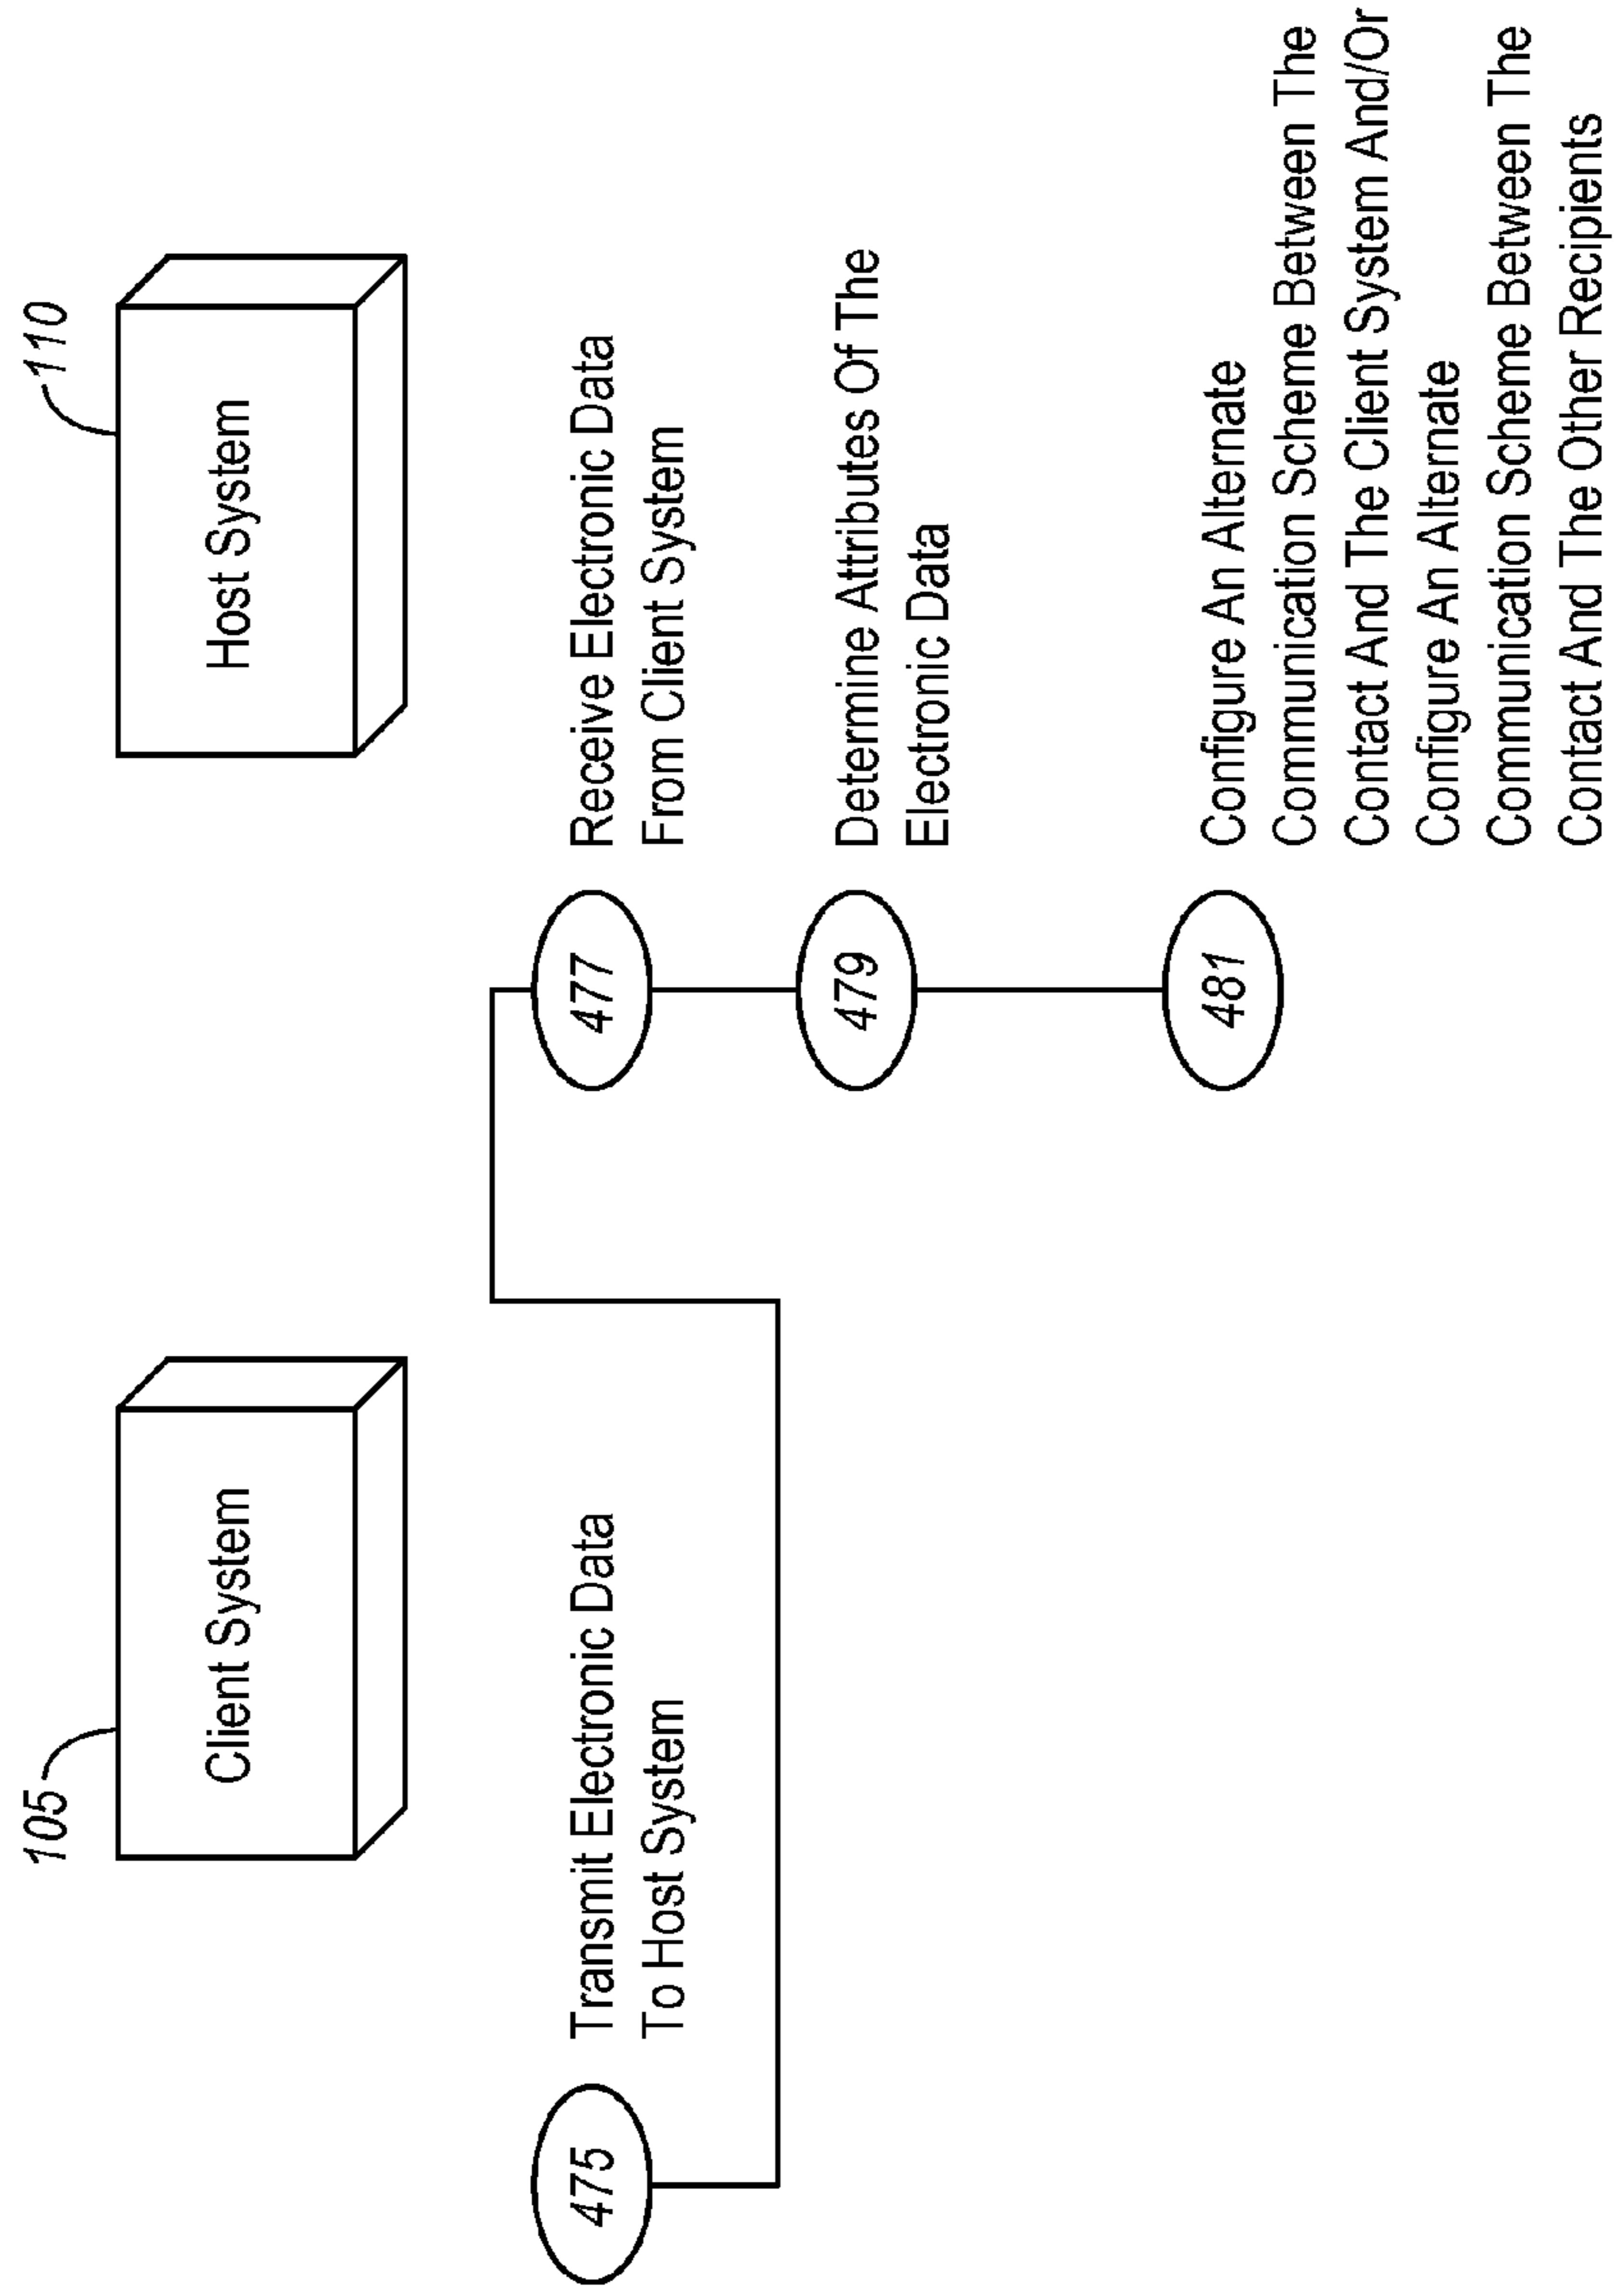 105
Client System
110
Host System
475
Transmit Electronic Data
To Host System
477
Receive Electronic Data
From Client System
479
Determine Attributes Of The
Electronic Data
481
Configure An Alternate
Communication Scheme Between The
Contact And The Client System And/Or
Configure An Alternate
Communication Scheme Between The
Contact And The Other Recipients